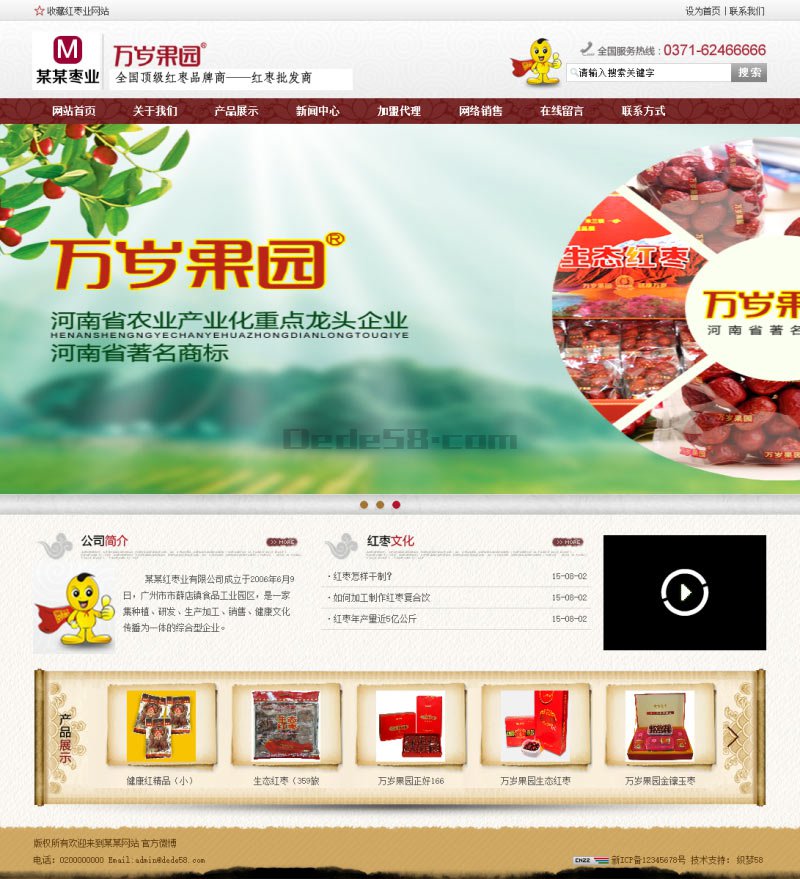 收藏红枣业网站
设为首页 | 联系我们
M
某某枣业
万岁果园®
全国顶级红枣品牌商——红枣批发商
全国服务热线：0371-62466666
请输入搜索关键字
搜索
网站首页 关于我们 产品展示 新闻中心 加盟代理 网络销售 在线留言 联系方式
万岁果园®
河南省农业产业化重点龙头企业
HENANSHENGNGYECHANYEHUAZHONGDIANLONGTOUQIYE
河南省著名商标
生态红枣
万岁果
河南省著名
Dede58.com
公司简介
>> MORE
某某红枣业有限公司成立于2006年6月9
日，广州市市薛店镇食品工业园区，是一家
集种植、研发、生产加工、销售、健康文化
传播为一体的综合型企业。
红枣文化
>> MORE
· 红枣怎样干制？ 15-08-02
· 如何加工制作红枣复合饮 15-08-02
· 红枣年产量近5亿公斤 15-08-02
产品展示
健康红精品（小）
生态红枣（359散
万岁果园正好166
万岁果园生态红枣
万岁果园金镶玉枣
版权所有欢迎来到某某网站 官方微博
电话：0200000000 Email:admin@dede58.com
CNZZ 新ICP备12345678号 技术支持：织梦58